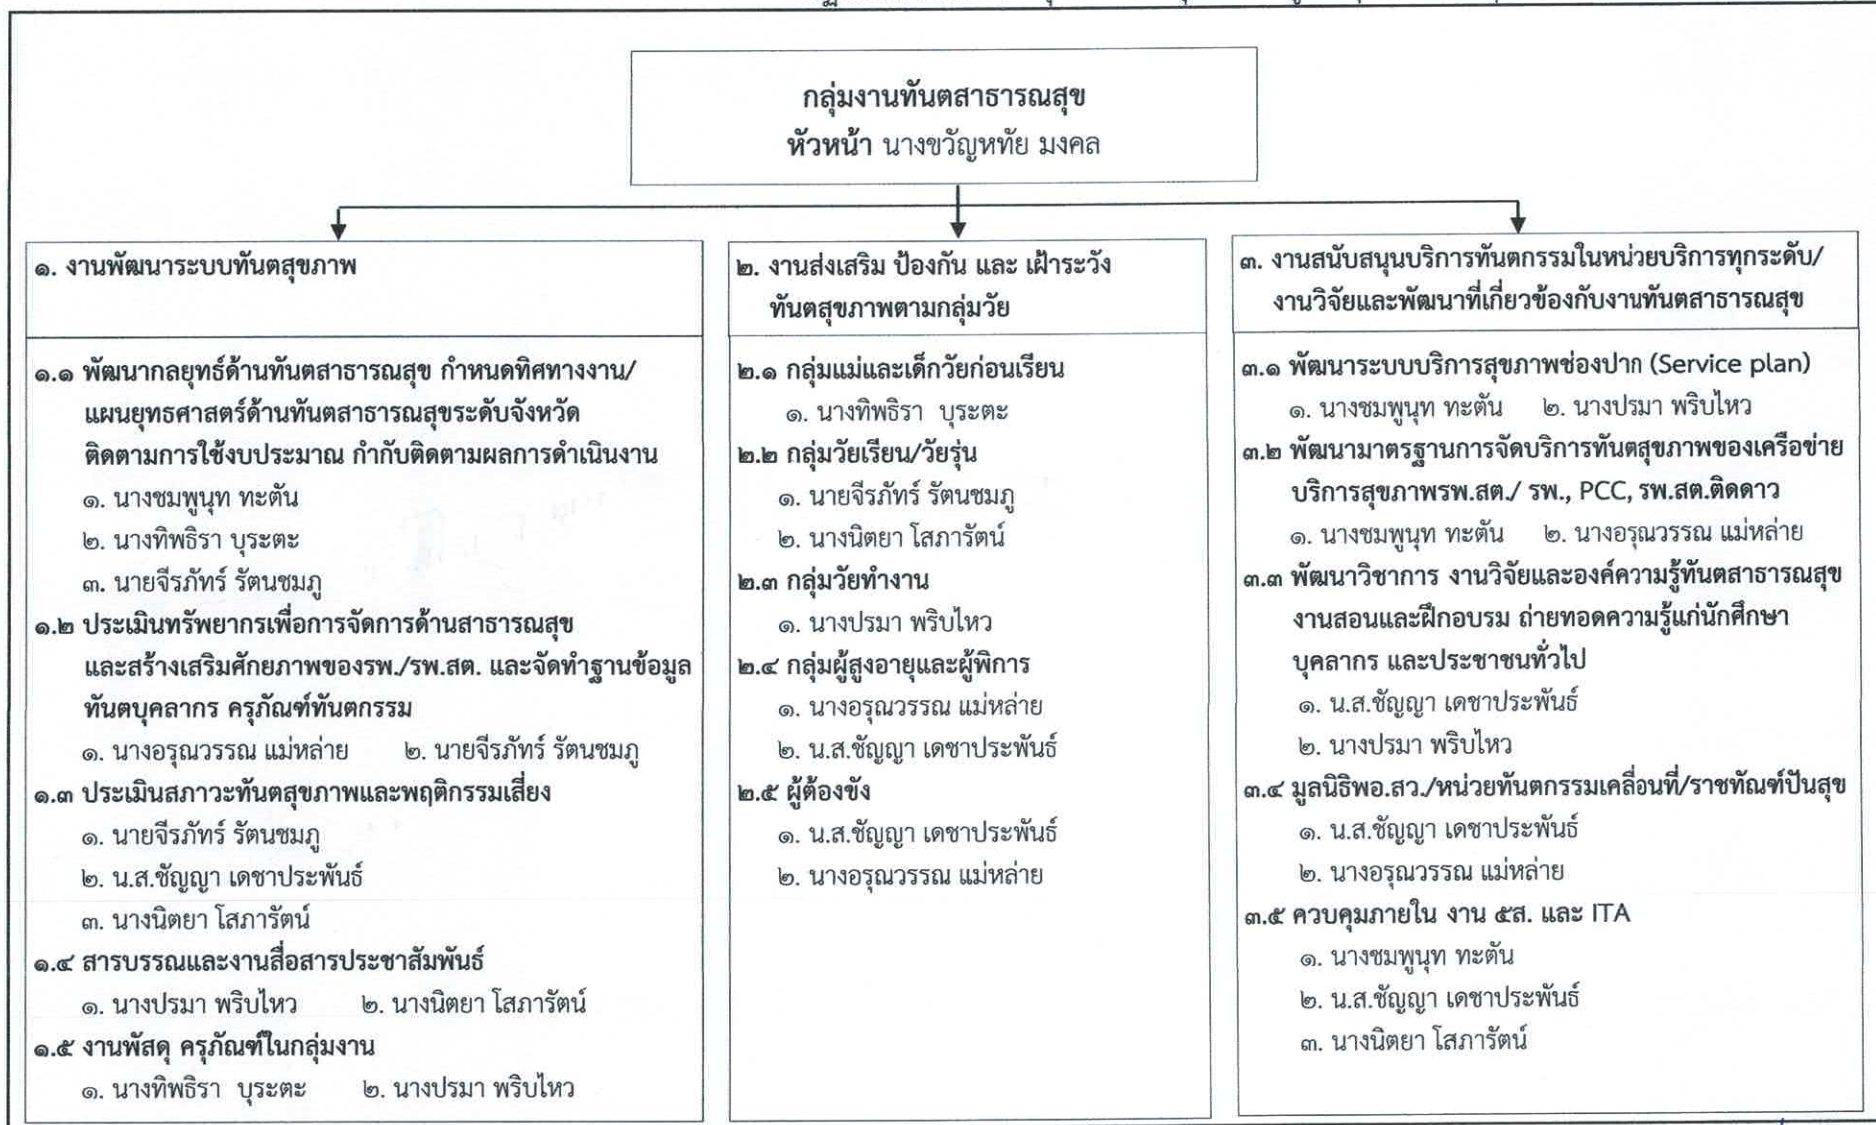 กลุ่มงานทันตสาธารณสุข
หัวหน้า นางขวัญหทัย มงคล
๑. งานพัฒนาระบบทันตสุขภาพ
๑.๑ พัฒนากลยุทธ์ด้านทันตสาธารณสุข กำหนดทิศทางงาน/
แผนยุทธศาสตร์ด้านทันตสาธารณสุขระดับจังหวัด
ติดตามการใช้งบประมาณ กำกับติดตามผลการดำเนินงาน
๑. นางชมพูนุท ทะตัน
๒. นางทิพธิรา บุระตะ
๓. นายจีรภัทร์ รัตนชมภู
๑.๒ ประเมินทรัพยากรเพื่อการจัดการด้านสาธารณสุข
และสร้างเสริมศักยภาพของรพ./รพ.สต. และจัดทำฐานข้อมูล
ทันตบุคลากร ครุภัณฑ์ทันตกรรม
๑. นางอรุณวรรณ แม่หล่าย ๒. นายจีรภัทร์ รัตนชมภู
๑.๓ ประเมินสภาวะทันตสุขภาพและพฤติกรรมเสี่ยง
๑. นายจีรภัทร์ รัตนชมภู
๒. น.ส.ชัญญา เดชาประพันธ์
๓. นางนิตยา โสภารัตน์
๑.๔ สารบรรณและงานสื่อสารประชาสัมพันธ์
๑. นางปรมา พริบไหว ๒. นางนิตยา โสภารัตน์
๑.๕ งานพัสดุ ครุภัณฑ์ในกลุ่มงาน
๑. นางทิพธิรา บุระตะ ๒. นางปรมา พริบไหว
๒. งานส่งเสริม ป้องกัน และ เฝ้าระวัง
ทันตสุขภาพตามกลุ่มวัย
๒.๑ กลุ่มแม่และเด็กวัยก่อนเรียน
๑. นางทิพธิรา บุระตะ
๒.๒ กลุ่มวัยเรียน/วัยรุ่น
๑. นายจีรภัทร์ รัตนชมภู
๒. นางนิตยา โสภารัตน์
๒.๓ กลุ่มวัยทำงาน
๑. นางปรมา พริบไหว
๒.๔ กลุ่มผู้สูงอายุและผู้พิการ
๑. นางอรุณวรรณ แม่หล่าย
๒. น.ส.ชัญญา เดชาประพันธ์
๒.๕ ผู้ต้องขัง
๑. น.ส.ชัญญา เดชาประพันธ์
๒. นางอรุณวรรณ แม่หล่าย
๓. งานสนับสนุนบริการทันตกรรมในหน่วยบริการทุกระดับ/
งานวิจัยและพัฒนาที่เกี่ยวข้องกับงานทันตสาธารณสุข
๓.๑ พัฒนาระบบบริการสุขภาพช่องปาก (Service plan)
๑. นางชมพูนุท ทะตัน ๒. นางปรมา พริบไหว
๓.๒ พัฒนามาตรฐานการจัดบริการทันตสุขภาพของเครือข่าย
บริการสุขภาพรพ.สต./ รพ., PCC, รพ.สต.ติดดาว
๑. นางชมพูนุท ทะตัน ๒. นางอรุณวรรณ แม่หล่าย
๓.๓ พัฒนาวิชาการ งานวิจัยและองค์ความรู้ทันตสาธารณสุข
งานสอนและฝึกอบรม ถ่ายทอดความรู้แก่นักศึกษา
บุคลากร และประชาชนทั่วไป
๑. น.ส.ชัญญา เดชาประพันธ์
๒. นางปรมา พริบไหว
๓.๔ มูลนิธิพอ.สว./หน่วยทันตกรรมเคลื่อนที่/ราชทัณฑ์ปันสุข
๑. น.ส.ชัญญา เดชาประพันธ์
๒. นางอรุณวรรณ แม่หล่าย
๓.๕ ควบคุมภายใน งาน ๕ส. และ ITA
๑. นางชมพูนุท ทะตัน
๒. น.ส.ชัญญา เดชาประพันธ์
๓. นางนิตยา โสภารัตน์